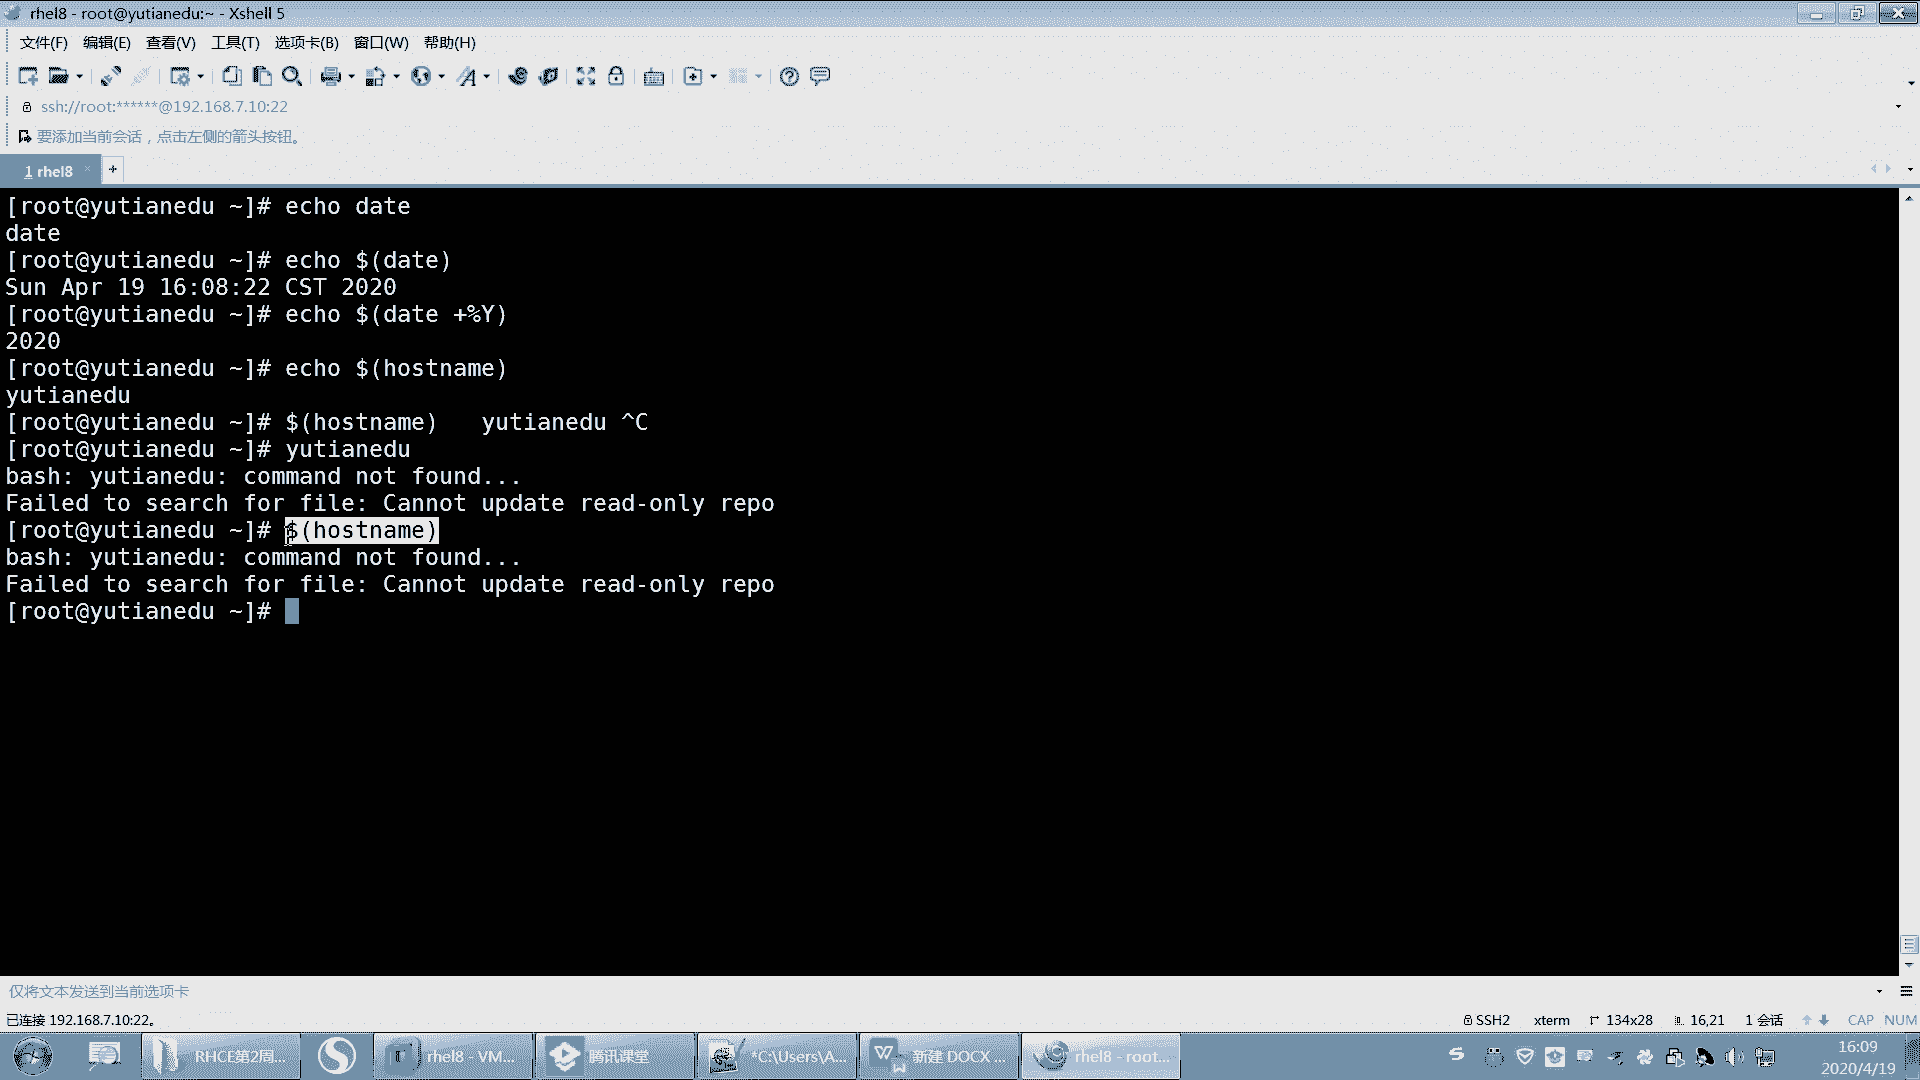 rhel8 - root@yutianedu:~ - Xshell 5
文件(F) 编辑(E) 查看(V) 工具(T) 选项卡(B) 窗口(W) 帮助(H)
ssh://root:******@192.168.7.10:22
要添加当前会话，点击左侧的箭头按钮。
1 rhel8
[root@yutianedu ~]# echo date
date
[root@yutianedu ~]# echo $(date)
Sun Apr 19 16:08:22 CST 2020
[root@yutianedu ~]# echo $(date +%Y)
2020
[root@yutianedu ~]# echo $(hostname)
yutianedu
[root@yutianedu ~]# $(hostname)   yutianedu ^C
[root@yutianedu ~]# yutianedu
bash: yutianedu: command not found...
Failed to search for file: Cannot update read-only repo
[root@yutianedu ~]# $(hostname)
bash: yutianedu: command not found...
Failed to search for file: Cannot update read-only repo
[root@yutianedu ~]#
仅将文本发送到当前选项卡
已连接 192.168.7.10:22。 SSH2 xterm 134x28 16,21 1 会话 CAP NUM
RHCE第2周... rhel8 - VM... 腾讯课堂 *C:\Users\A... 新建 DOCX ... rhel8 - root... 16:09
2020/4/19